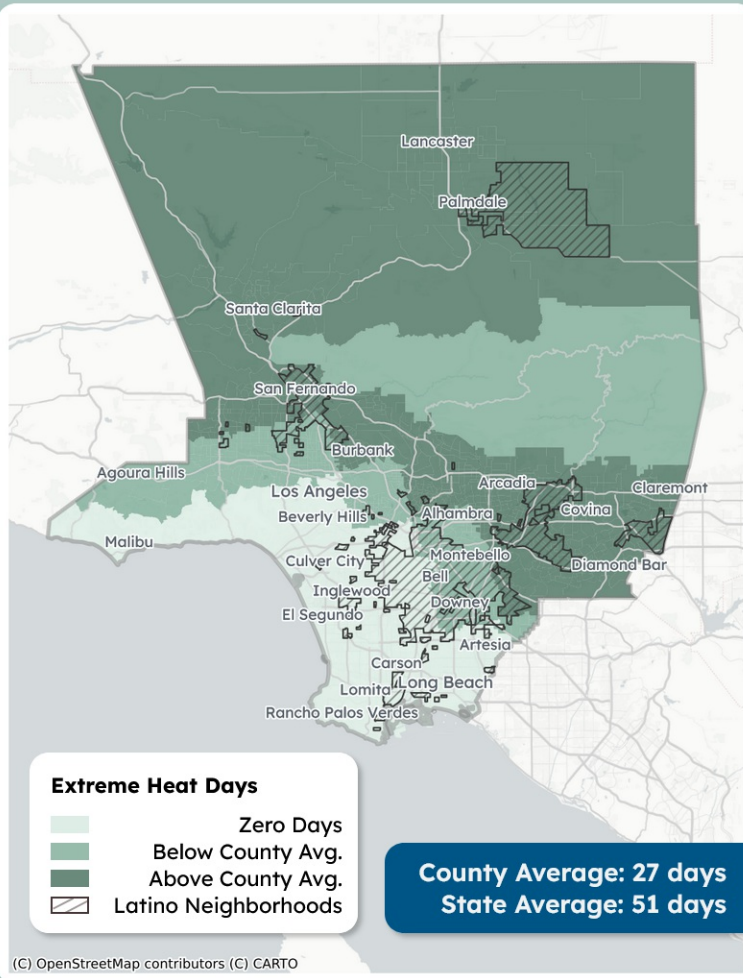 Lancaster
Palmdale
Santa Clarita
San Fernando
Burbank
Agoura Hills
Los Angeles
Arcadia
Claremont
Beverly Hills
Alhambra
Covina
Malibu
Culver City
Montebello
Diamond Bar
Bell
Inglewood
Downey
El Segundo
Artesia
Carson
Lomita
Long Beach
Rancho Palos Verdes
Extreme Heat Days
Zero Days
Below County Avg.
Above County Avg.
Latino Neighborhoods
County Average: 27 days
State Average: 51 days
(C) OpenStreetMap contributors (C) CARTO